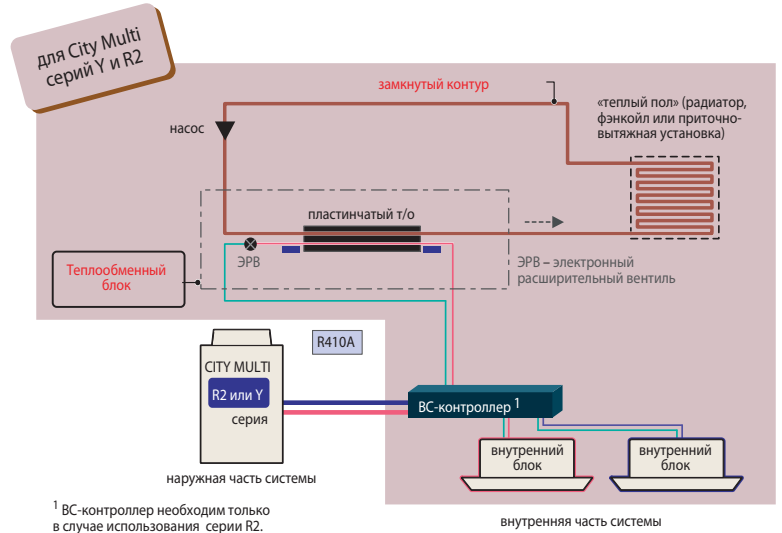 для City Multi
серий Y и R2
замкнутый контур
«теплый пол» (радиатор,
фэнкойл или приточно-
вытяжная установка)
насос
пластинчатый т/о
ЭРВ
ЭРВ – электронный
расширительный вентиль
Теплообменный
блок
R410A
CITY MULTI
R2 или Y
серия
BC-контроллер 1
внутренний
блок
внутренний
блок
наружная часть системы
1 BC-контроллер необходим только
в случае использования серии R2.
внутренняя часть системы